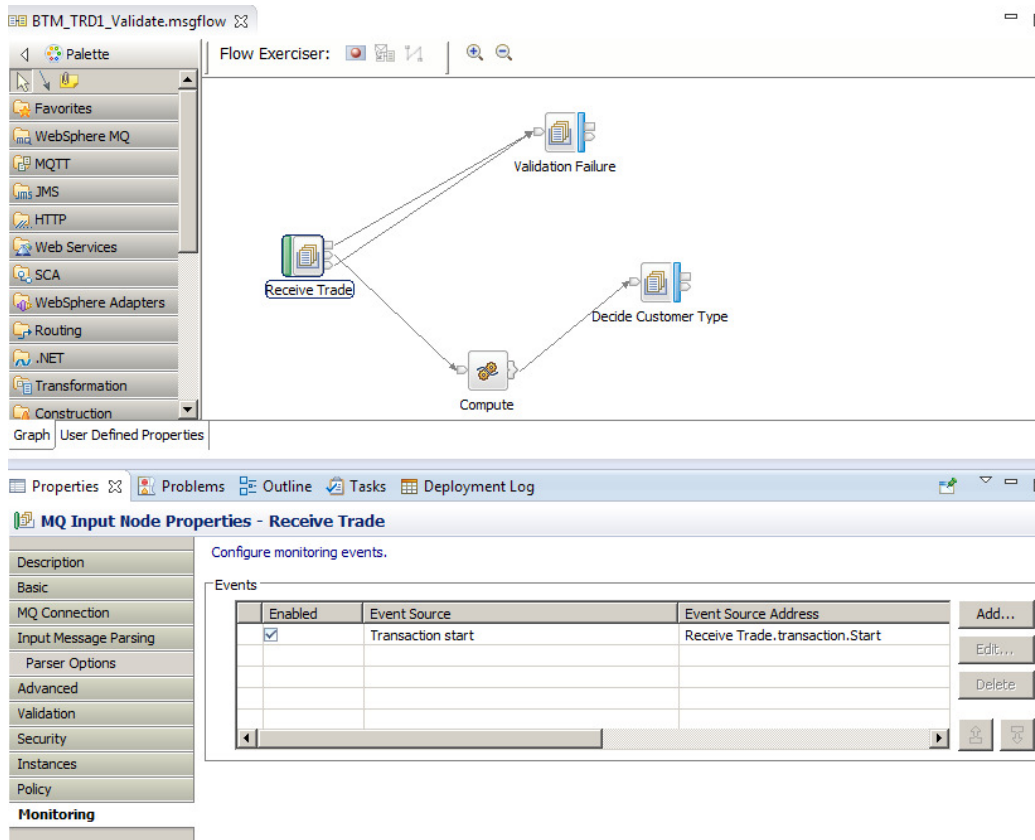 BTM_TRD1_Validate.msgflow
Palette
Flow Exerciser:
Favorites
WebSphere MQ
MQTT
JMS
HTTP
Web Services
SCA
WebSphere Adapters
Routing
.NET
Transformation
Construction
Validation Failure
Receive Trade
Decide Customer Type
Compute
Graph User Defined Properties
Properties Problems Outline Tasks Deployment Log
MQ Input Node Properties - Receive Trade
Description
Basic
MQ Connection
Input Message Parsing
Parser Options
Advanced
Validation
Security
Instances
Policy
Monitoring
Configure monitoring events.
Events
Enabled Event Source Event Source Address
Transaction start Receive Trade.transaction.Start
Add...
Edit...
Delete